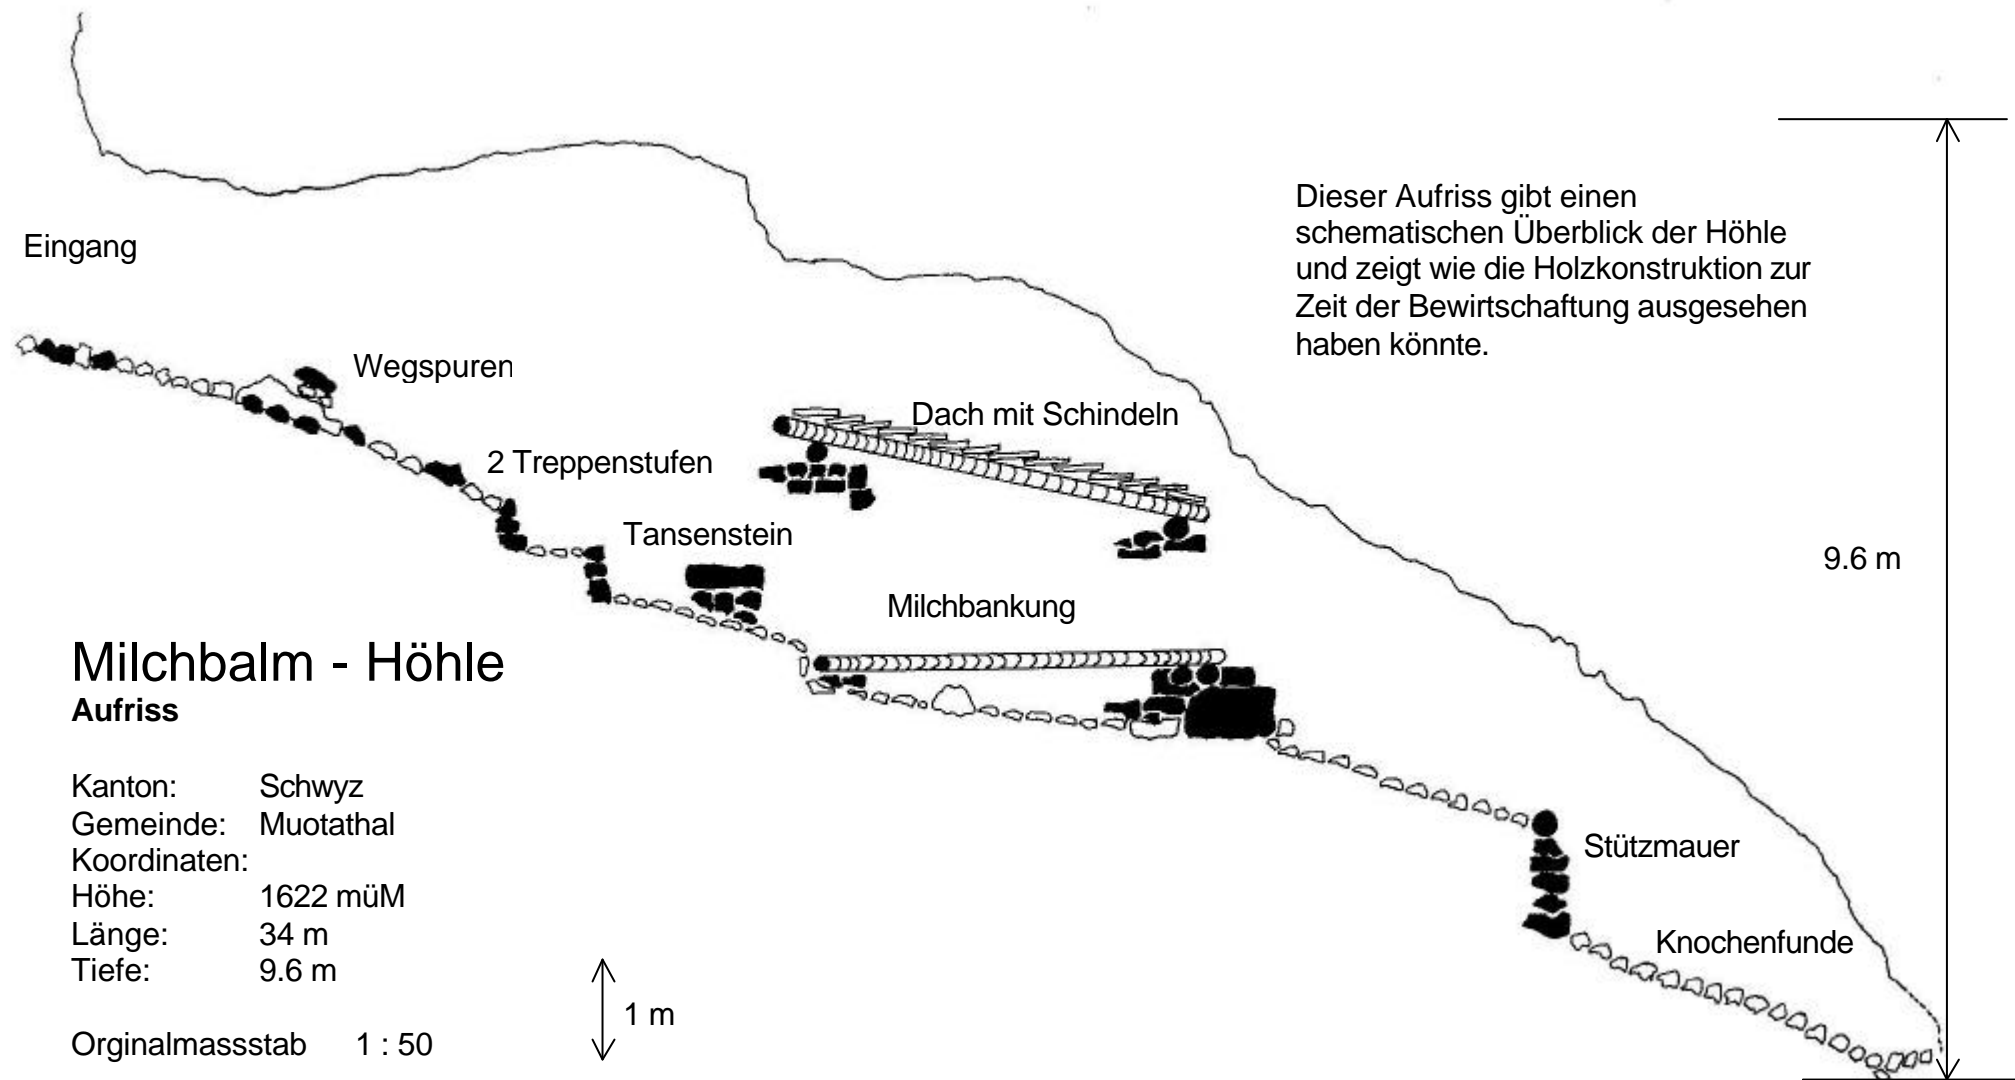 Dieser Aufriss gibt einen
schematischen Überblick der Höhle
und zeigt wie die Holzkonstruktion zur
Zeit der Bewirtschaftung ausgesehen
haben könnte.
Eingang
Wegspuren
Dach mit Schindeln
2 Treppenstufen
Tansenstein
9.6 m
Milchbankung
Milchbalm - Höhle
Aufriss
Kanton: Schwyz
Gemeinde: Muotathal
Koordinaten:
Höhe: 1622 müM
Länge: 34 m
Tiefe: 9.6 m
Orginalmassstab 1 : 50
1 m
Stützmauer
Knochenfunde